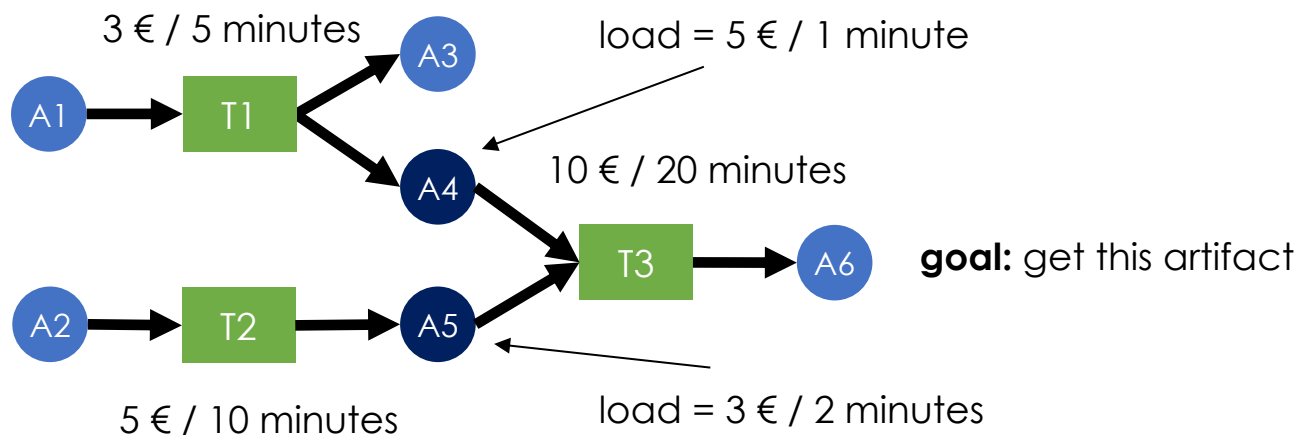 3 € / 5 minutes
load = 5 € / 1 minute
A3
A1
T1
A4
10 € / 20 minutes
T3
A6
goal: get this artifact
A2
T2
A5
5 € / 10 minutes
load = 3 € / 2 minutes